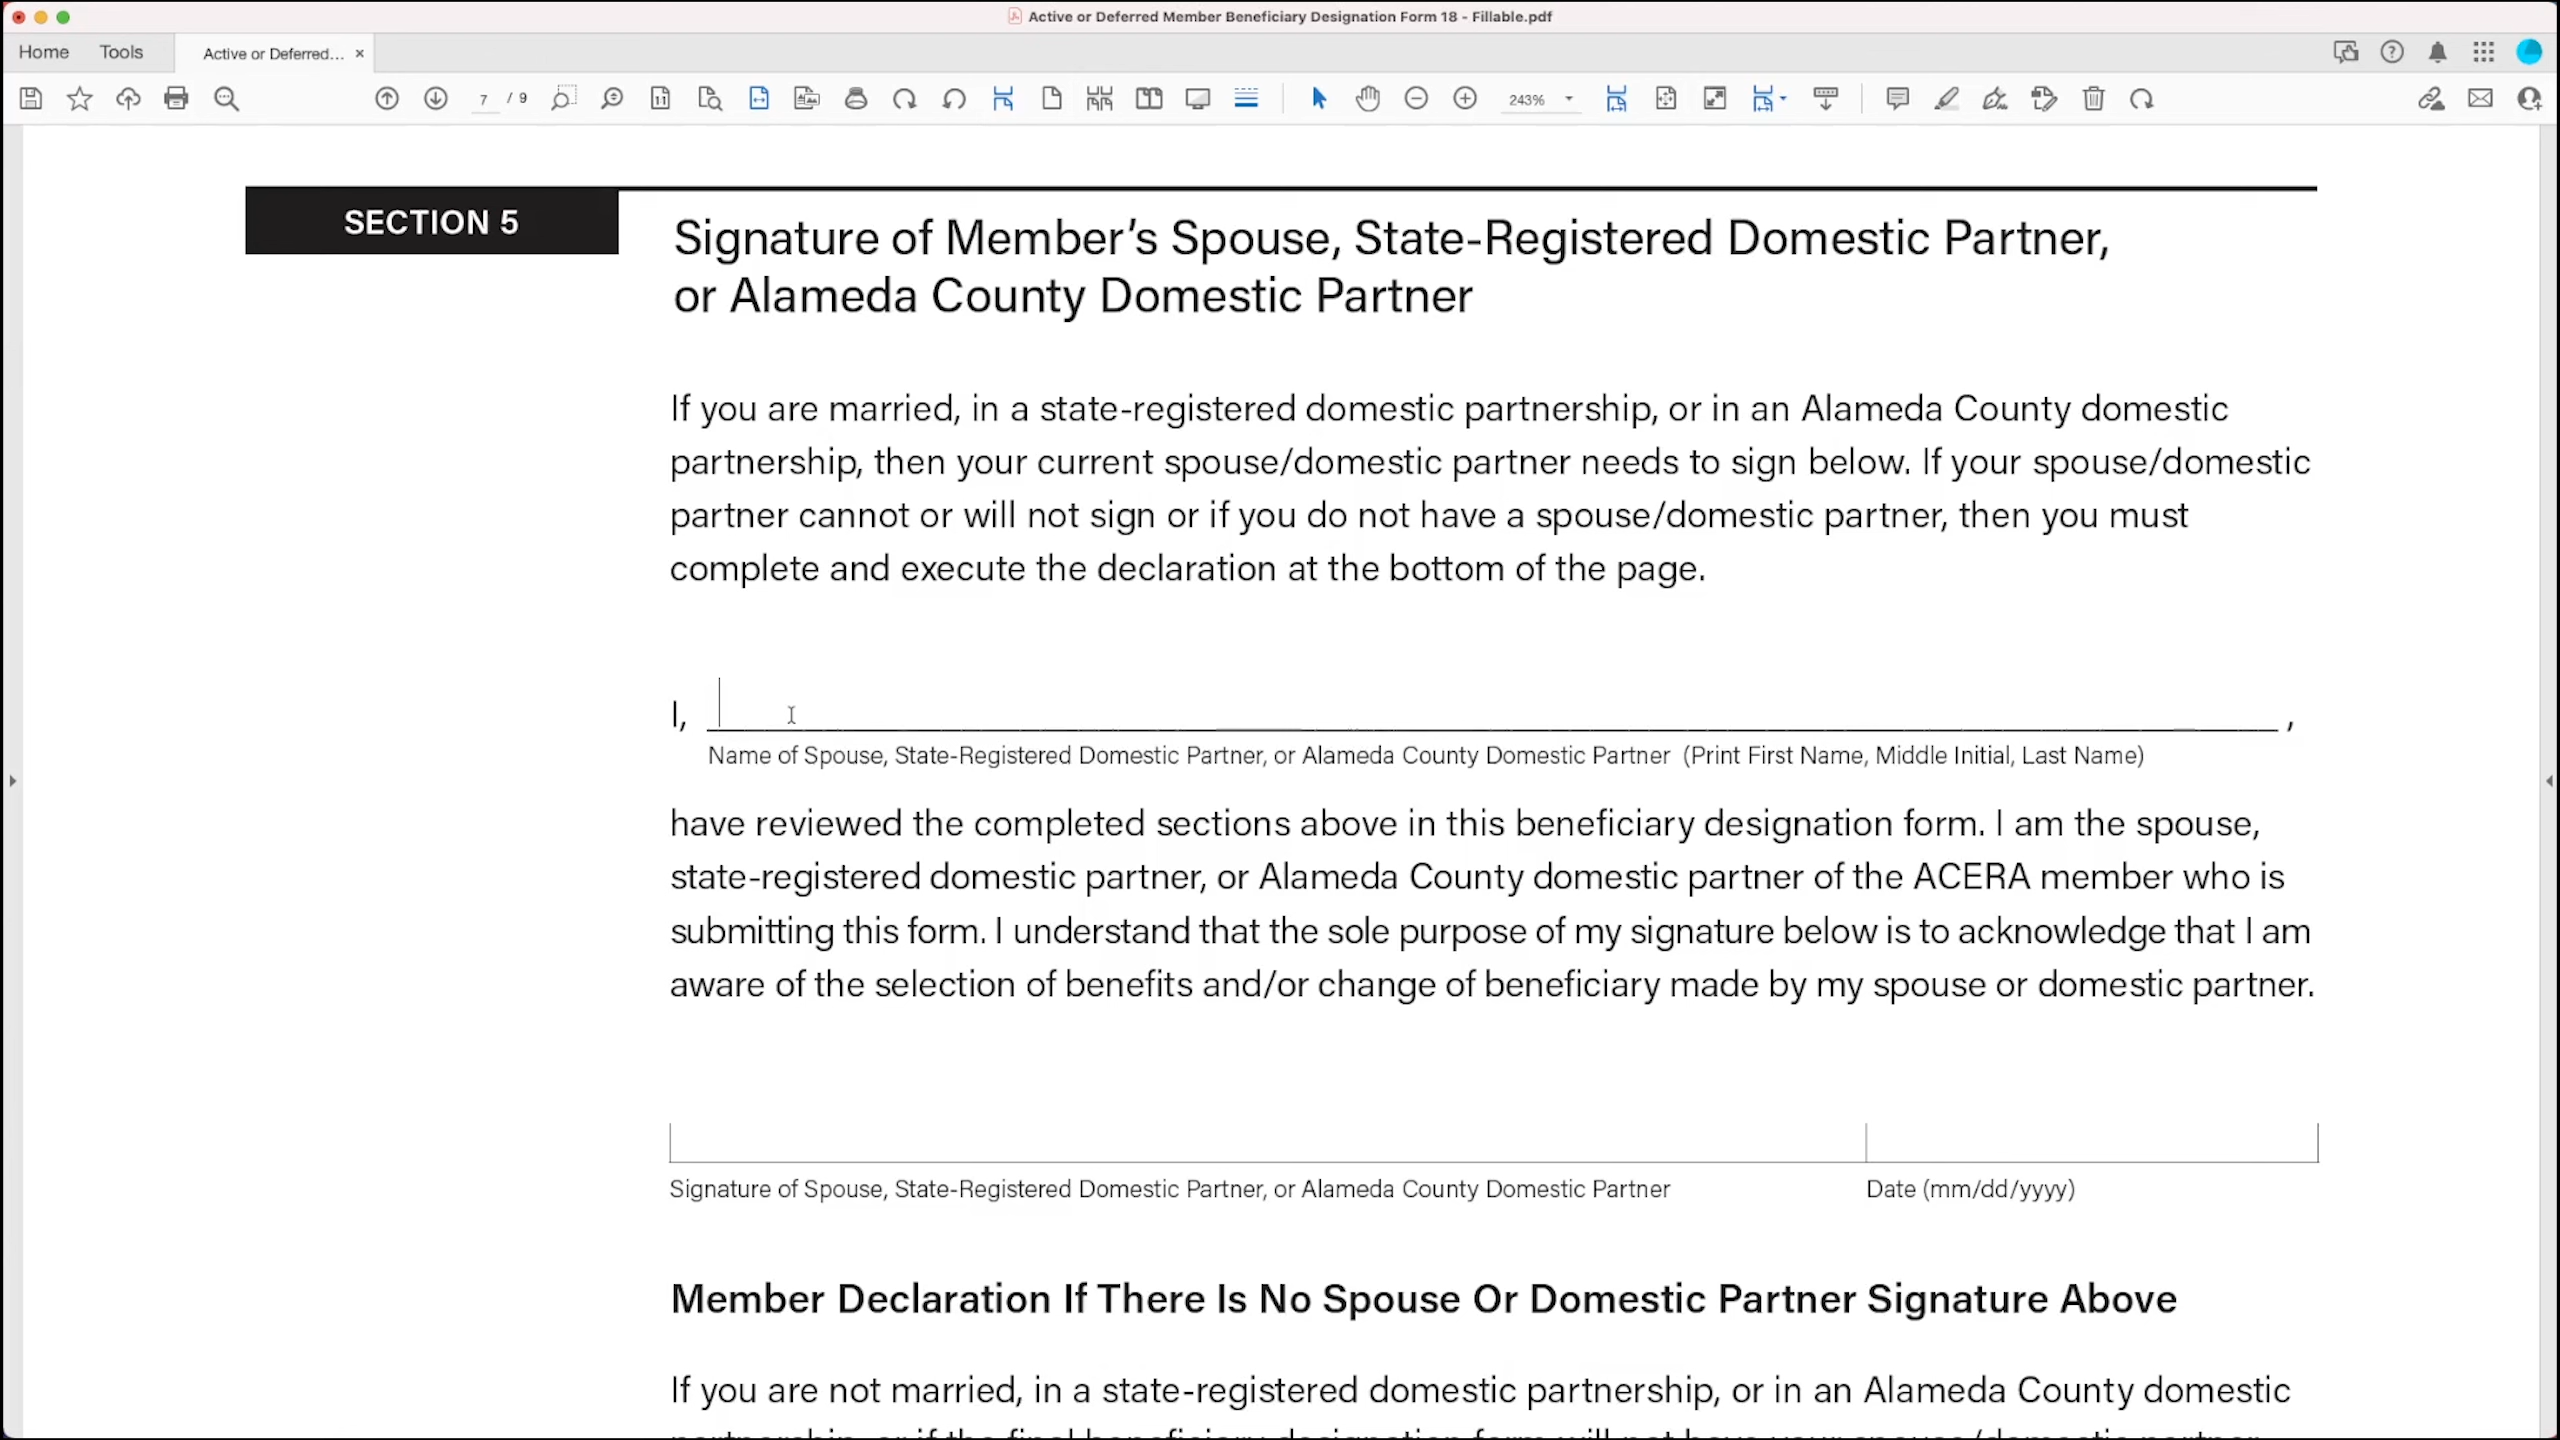 Active or Deferred Member Beneficiary Designation Form 18 - Fillable.pdf
Home Tools Active or Deferred... ×
7 / 9 243%
SECTION 5
Signature of Member’s Spouse, State-Registered Domestic Partner,
or Alameda County Domestic Partner
If you are married, in a state-registered domestic partnership, or in an Alameda County domestic
partnership, then your current spouse/domestic partner needs to sign below. If your spouse/domestic
partner cannot or will not sign or if you do not have a spouse/domestic partner, then you must
complete and execute the declaration at the bottom of the page.
I, ,
Name of Spouse, State-Registered Domestic Partner, or Alameda County Domestic Partner (Print First Name, Middle Initial, Last Name)
have reviewed the completed sections above in this beneficiary designation form. I am the spouse,
state-registered domestic partner, or Alameda County domestic partner of the ACERA member who is
submitting this form. I understand that the sole purpose of my signature below is to acknowledge that I am
aware of the selection of benefits and/or change of beneficiary made by my spouse or domestic partner.
Signature of Spouse, State-Registered Domestic Partner, or Alameda County Domestic Partner
Date (mm/dd/yyyy)
Member Declaration If There Is No Spouse Or Domestic Partner Signature Above
If you are not married, in a state-registered domestic partnership, or in an Alameda County domestic